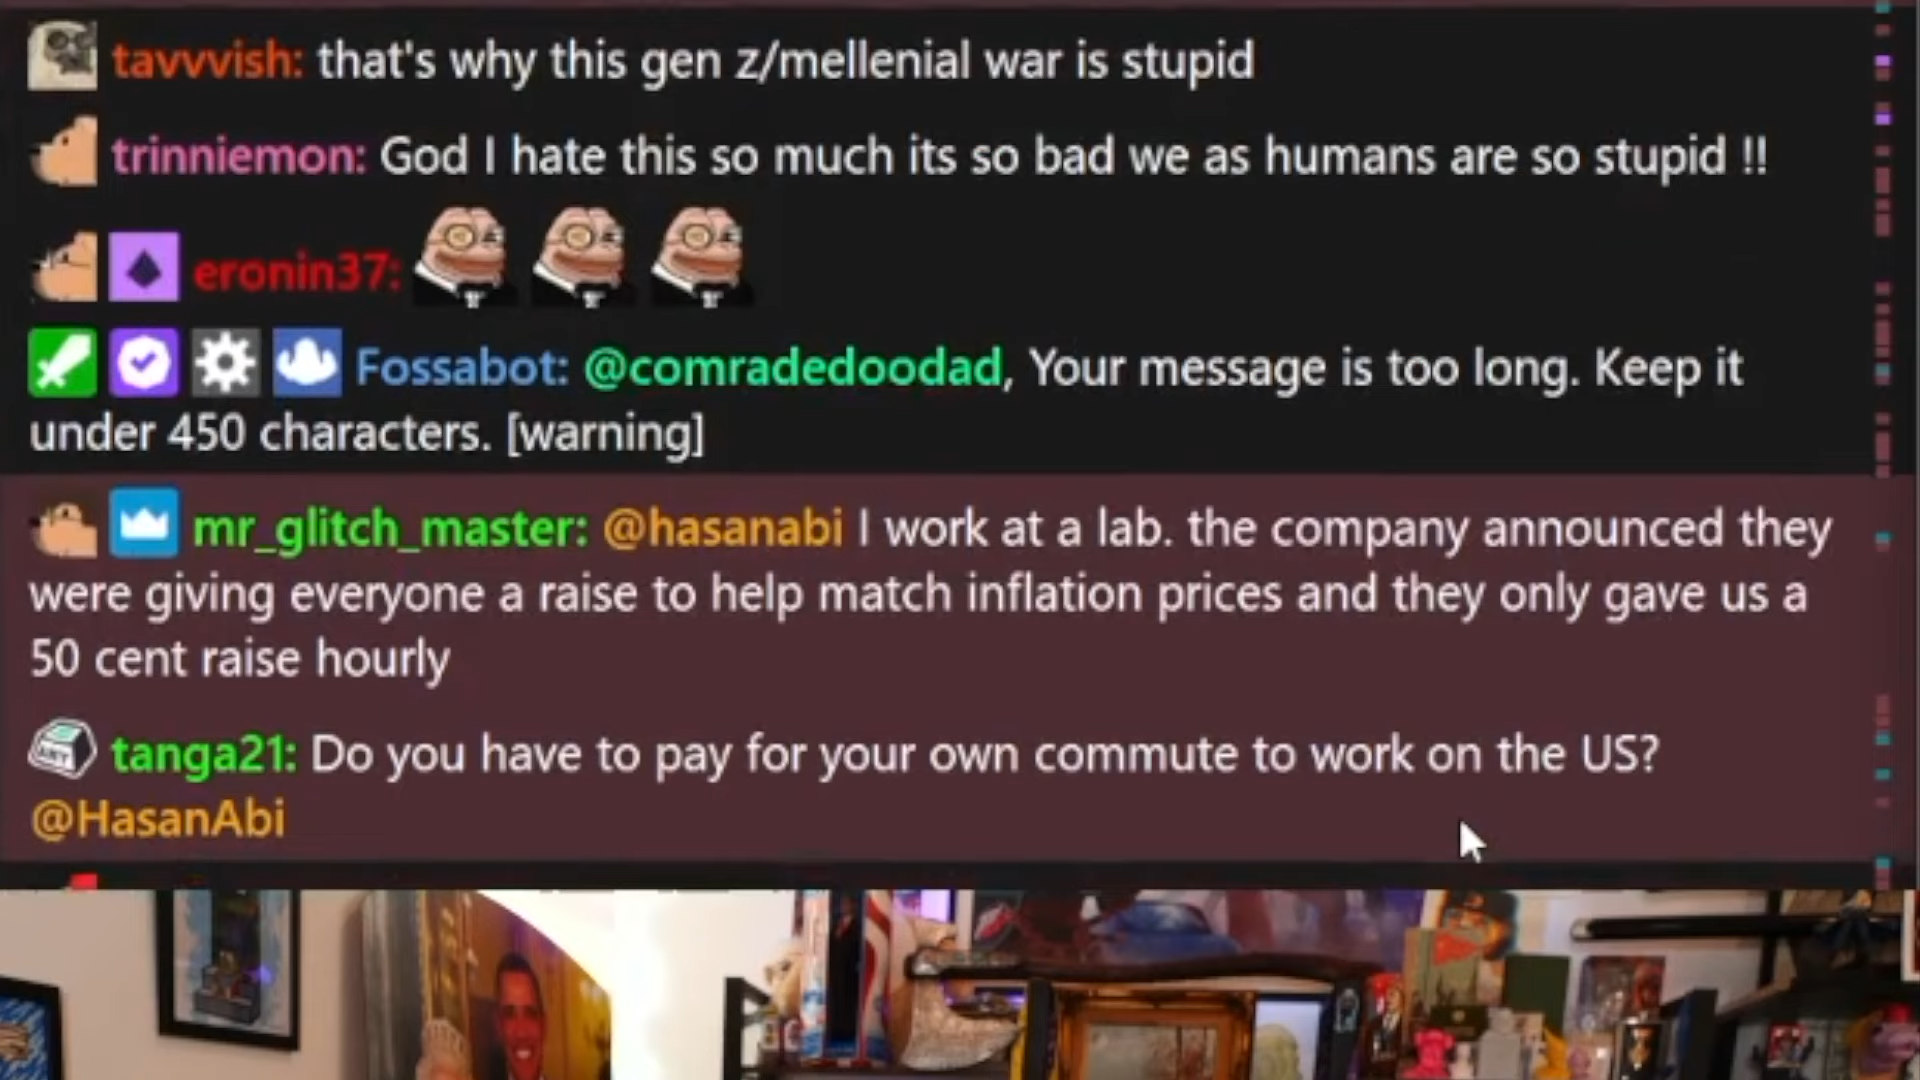 tavvvish: that's why this gen z/mellenial war is stupid
trinniemon: God I hate this so much its so bad we as humans are so stupid !!
eronin37:
Fossabot: @comradedoodad, Your message is too long. Keep it
under 450 characters. [warning]
mr_glitch_master: @hasanabi I work at a lab. the company announced they
were giving everyone a raise to help match inflation prices and they only gave us a
50 cent raise hourly
tanga21: Do you have to pay for your own commute to work on the US?
@HasanAbi